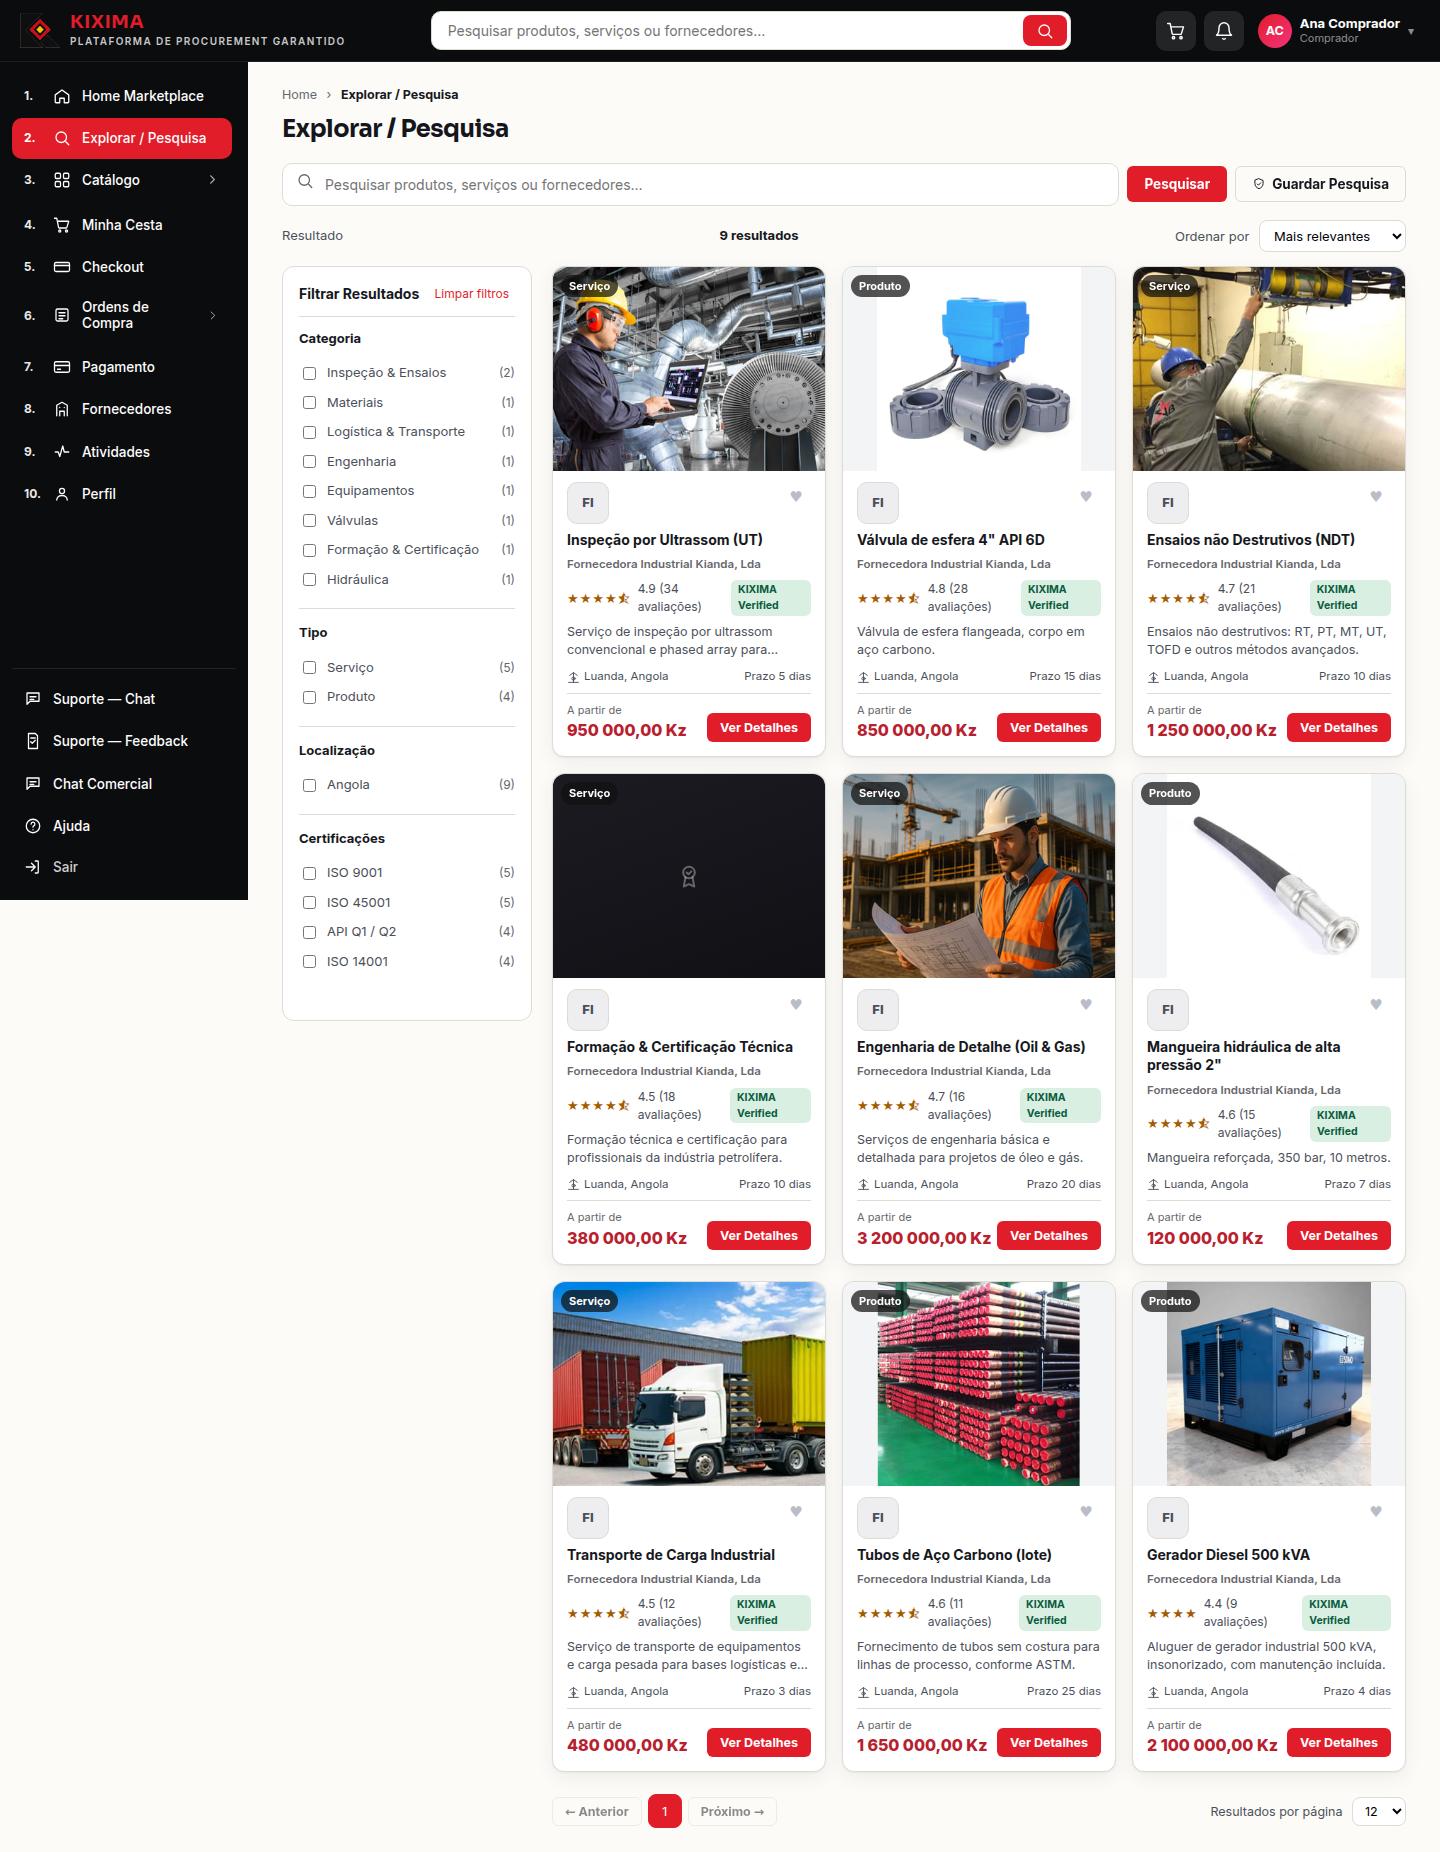 KIXIMA
PLATAFORMA DE PROCUREMENT GARANTIDO
Pesquisar produtos, serviços ou fornecedores...
AC
Ana Comprador
Comprador
1. Home Marketplace
2. Explorar / Pesquisa
3. Catálogo
4. Minha Cesta
5. Checkout
6. Ordens de
Compra
7. Pagamento
8. Fornecedores
9. Atividades
10. Perfil
Suporte — Chat
Suporte — Feedback
Chat Comercial
Ajuda
Sair
Home › Explorar / Pesquisa
Explorar / Pesquisa
Pesquisar produtos, serviços ou fornecedores...
Pesquisar
Guardar Pesquisa
Resultado
9 resultados
Ordenar por
Mais relevantes
Filtrar Resultados
Limpar filtros
Categoria
Inspeção & Ensaios (2)
Materiais (1)
Logística & Transporte (1)
Engenharia (1)
Equipamentos (1)
Válvulas (1)
Formação & Certificação (1)
Hidráulica (1)
Tipo
Serviço (5)
Produto (4)
Localização
Angola (9)
Certificações
ISO 9001 (5)
ISO 45001 (5)
API Q1 / Q2 (4)
ISO 14001 (4)
Serviço
FI
Inspeção por Ultrassom (UT)
Fornecedora Industrial Kianda, Lda
★★★★⯪ 4.9 (34
avaliações)
KIXIMA
Verified
Serviço de inspeção por ultrassom
convencional e phased array para...
Luanda, Angola
Prazo 5 dias
A partir de
950 000,00 Kz
Ver Detalhes
Produto
FI
Válvula de esfera 4" API 6D
Fornecedora Industrial Kianda, Lda
★★★★⯪ 4.8 (28
avaliações)
KIXIMA
Verified
Válvula de esfera flangeada, corpo em
aço carbono.
Luanda, Angola
Prazo 15 dias
A partir de
850 000,00 Kz
Ver Detalhes
Serviço
FI
Ensaios não Destrutivos (NDT)
Fornecedora Industrial Kianda, Lda
★★★★⯪ 4.7 (21
avaliações)
KIXIMA
Verified
Ensaios não destrutivos: RT, PT, MT, UT,
TOFD e outros métodos avançados.
Luanda, Angola
Prazo 10 dias
A partir de
1 250 000,00 Kz
Ver Detalhes
Serviço
FI
Formação & Certificação Técnica
Fornecedora Industrial Kianda, Lda
★★★★⯪ 4.5 (18
avaliações)
KIXIMA
Verified
Formação técnica e certificação para
profissionais da indústria petrolífera.
Luanda, Angola
Prazo 10 dias
A partir de
380 000,00 Kz
Ver Detalhes
Serviço
FI
Engenharia de Detalhe (Oil & Gas)
Fornecedora Industrial Kianda, Lda
★★★★⯪ 4.7 (16
avaliações)
KIXIMA
Verified
Serviços de engenharia básica e
detalhada para projetos de óleo e gás.
Luanda, Angola
Prazo 20 dias
A partir de
3 200 000,00 Kz
Ver Detalhes
Produto
FI
Mangueira hidráulica de alta
pressão 2"
Fornecedora Industrial Kianda, Lda
★★★★⯪ 4.6 (15
avaliações)
KIXIMA
Verified
Mangueira reforçada, 350 bar, 10 metros.
Luanda, Angola
Prazo 7 dias
A partir de
120 000,00 Kz
Ver Detalhes
Serviço
FI
Transporte de Carga Industrial
Fornecedora Industrial Kianda, Lda
★★★★⯪ 4.5 (12
avaliações)
KIXIMA
Verified
Serviço de transporte de equipamentos
e carga pesada para bases logísticas e...
Luanda, Angola
Prazo 3 dias
A partir de
480 000,00 Kz
Ver Detalhes
Produto
FI
Tubos de Aço Carbono (lote)
Fornecedora Industrial Kianda, Lda
★★★★⯪ 4.6 (11
avaliações)
KIXIMA
Verified
Fornecimento de tubos sem costura para
linhas de processo, conforme ASTM.
Luanda, Angola
Prazo 25 dias
A partir de
1 650 000,00 Kz
Ver Detalhes
Produto
FI
Gerador Diesel 500 kVA
Fornecedora Industrial Kianda, Lda
★★★★ 4.4 (9
avaliações)
KIXIMA
Verified
Aluguer de gerador industrial 500 kVA,
insonorizado, com manutenção incluída.
Luanda, Angola
Prazo 4 dias
A partir de
2 100 000,00 Kz
Ver Detalhes
← Anterior
1
Próximo →
Resultados por página
12